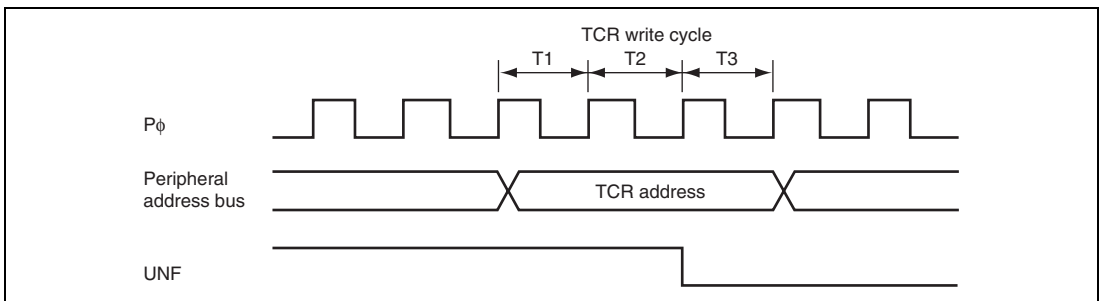 TCR write cycle
T1 T2 T3
Pϕ
Peripheral
address bus
TCR address
UNF